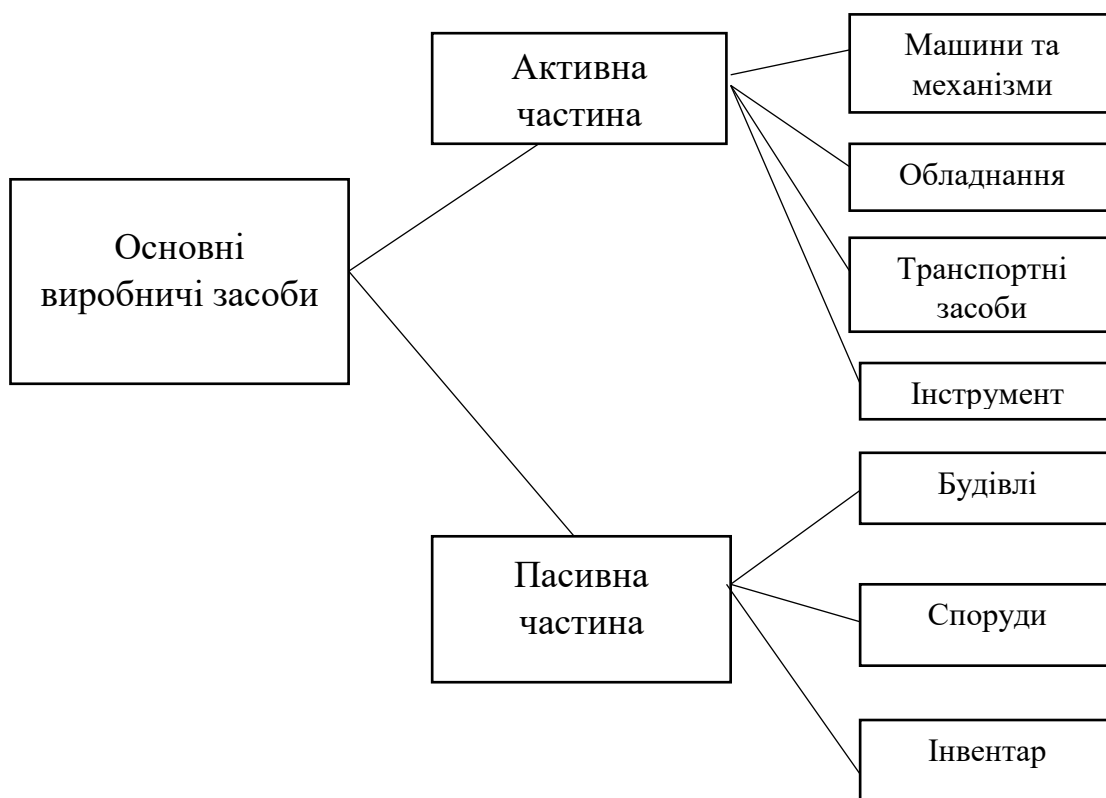 Основні
виробничі засоби
Активна
частина
Машини та
механізми
Обладнання
Транспортні
засоби
Інструмент
Пасивна
частина
Будівлі
Споруди
Інвентар